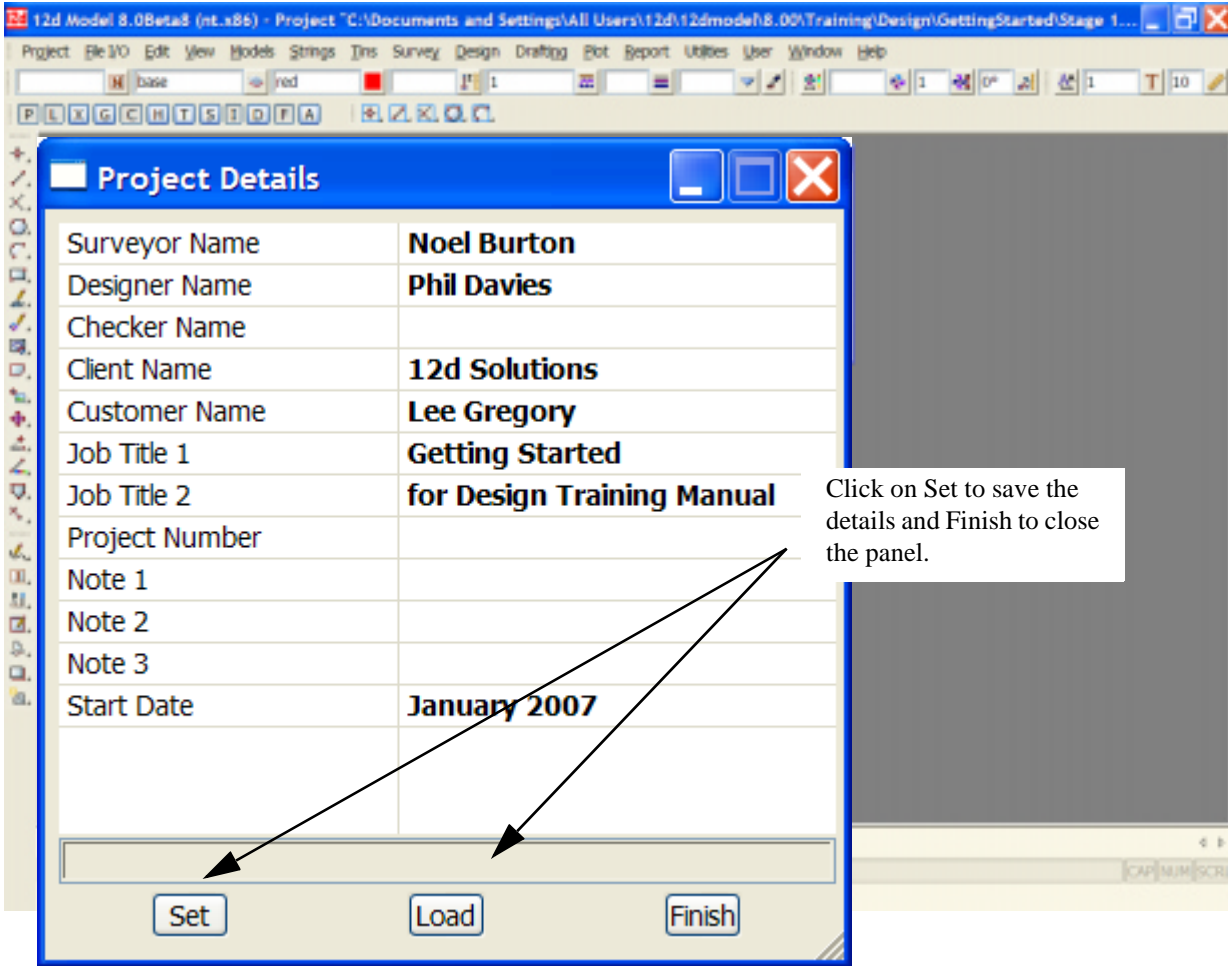 12d Model 8.0Beta8 (nt.x86) - Project "C:\Documents and Settings\All Users\12d\12dmodel\8.00\Training\Design\GettingStarted\Stage 1...
Project File I/O Edit View Models Strings Tins Survey Design Drafting Plot Report Utilities User Window Help
base red 1 1 0° 1 T 10
P L X G C H T S I D F A
Project Details
Surveyor Name Noel Burton
Designer Name Phil Davies
Checker Name
Client Name 12d Solutions
Customer Name Lee Gregory
Job Title 1 Getting Started
Job Title 2 for Design Training Manual
Project Number
Note 1
Note 2
Note 3
Start Date January 2007
Click on Set to save the
details and Finish to close
the panel.
CAP NUM SCR
Set Load Finish